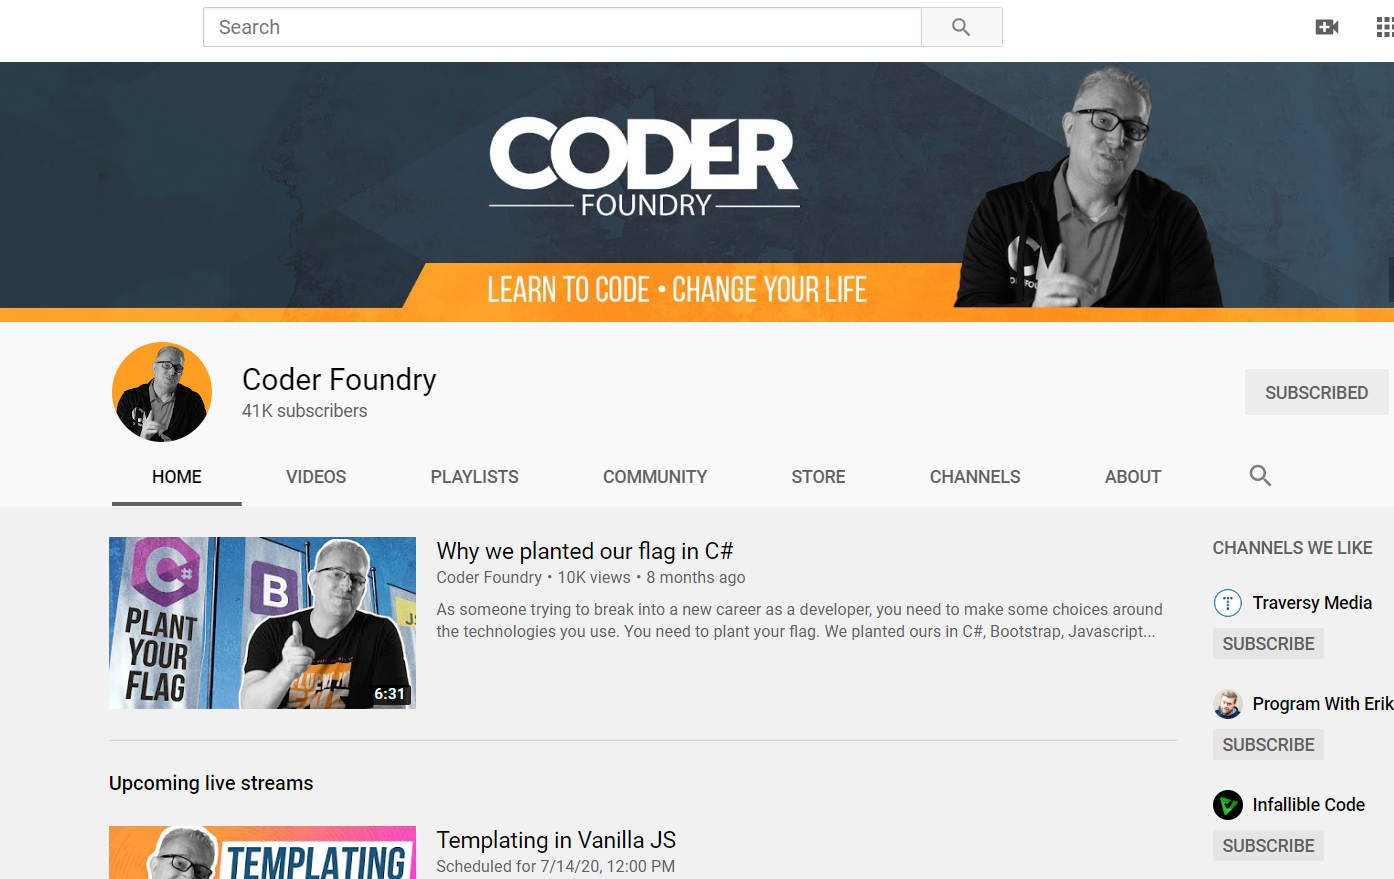 Search
CODER
FOUNDRY
LEARN TO CODE • CHANGE YOUR LIFE
Coder Foundry
41K subscribers
SUBSCRIBED
HOME
VIDEOS
PLAYLISTS
COMMUNITY
STORE
CHANNELS
ABOUT
C#
PLANT
YOUR
FLAG
B
JS
6:31
Why we planted our flag in C#
Coder Foundry • 10K views • 8 months ago
As someone trying to break into a new career as a developer, you need to make some choices around
the technologies you use. You need to plant your flag. We planted ours in C#, Bootstrap, Javascript...
CHANNELS WE LIKE
Traversy Media
SUBSCRIBE
Program With Erik
SUBSCRIBE
Infallible Code
SUBSCRIBE
Upcoming live streams
TEMPLATING
Templating in Vanilla JS
Scheduled for 7/14/20, 12:00 PM